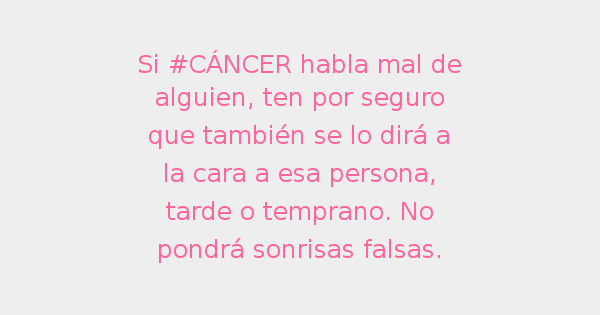 Si #CÁNCER habla mal de
alguien, ten por seguro
que también se lo dirá a
la cara a esa persona,
tarde o temprano. No
pondrá sonrisas falsas.